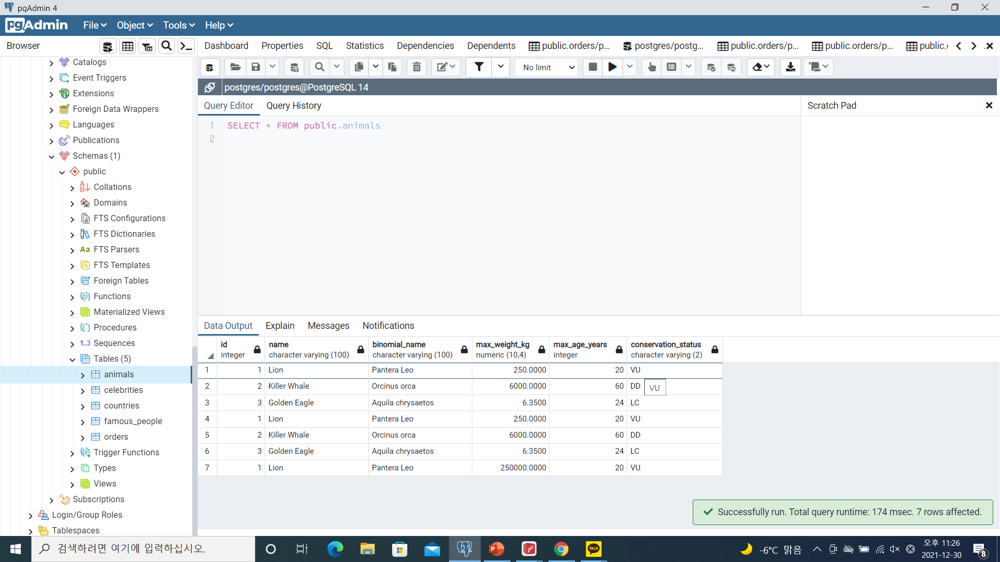 pgAdmin 4
pgAdmin File Object Tools Help
Browser
Dashboard Properties SQL Statistics Dependencies Dependents public.orders/p... postgres/postg... public.orders/p... public.orders/p... public.
No limit
postgres/postgres@PostgreSQL 14
Query Editor Query History
Scratch Pad
1 SELECT * FROM public.animals
2
Catalogs
Event Triggers
Extensions
Foreign Data Wrappers
Languages
Publications
Schemas (1)
public
Collations
Domains
FTS Configurations
FTS Dictionaries
Aa FTS Parsers
FTS Templates
Foreign Tables
Functions
Materialized Views
Procedures
1..3 Sequences
Tables (5)
animals
celebrities
countries
famous_people
orders
Trigger Functions
Types
Views
Subscriptions
Login/Group Roles
Tablespaces
Data Output Explain Messages Notifications
id name binomial_name max_weight_kg max_age_years conservation_status
integer character varying (100) character varying (100) numeric (10,4) integer character varying (2)
1 1 Lion Pantera Leo 250.0000 20 VU
2 2 Killer Whale Orcinus orca 6000.0000 60 DD
VU
3 3 Golden Eagle Aquila chrysaetos 6.3500 24 LC
4 1 Lion Pantera Leo 250.0000 20 VU
5 2 Killer Whale Orcinus orca 6000.0000 60 DD
6 3 Golden Eagle Aquila chrysaetos 6.3500 24 LC
7 1 Lion Pantera Leo 250000.0000 20 VU
Successfully run. Total query runtime: 174 msec. 7 rows affected.
검색하려면 여기에 입력하십시오.
TALK
-6°C 맑음
오후 11:26
2021-12-30
8